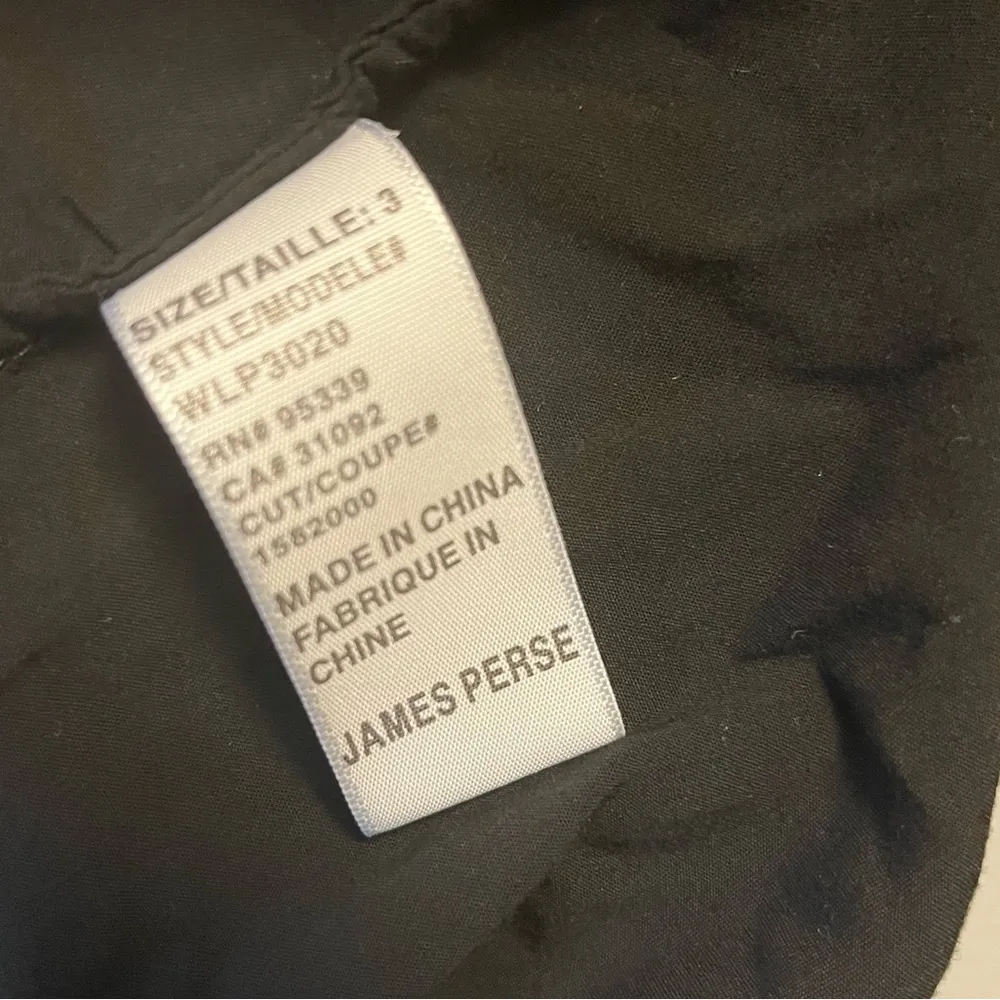 SIZE/TAILLE: 3
STYLE/MODELE#
WLP3020
RN# 95339
CA# 31092
CUT/COUPE#
1582000
MADE IN CHINA
FABRIQUE IN
CHINE
JAMES PERSE